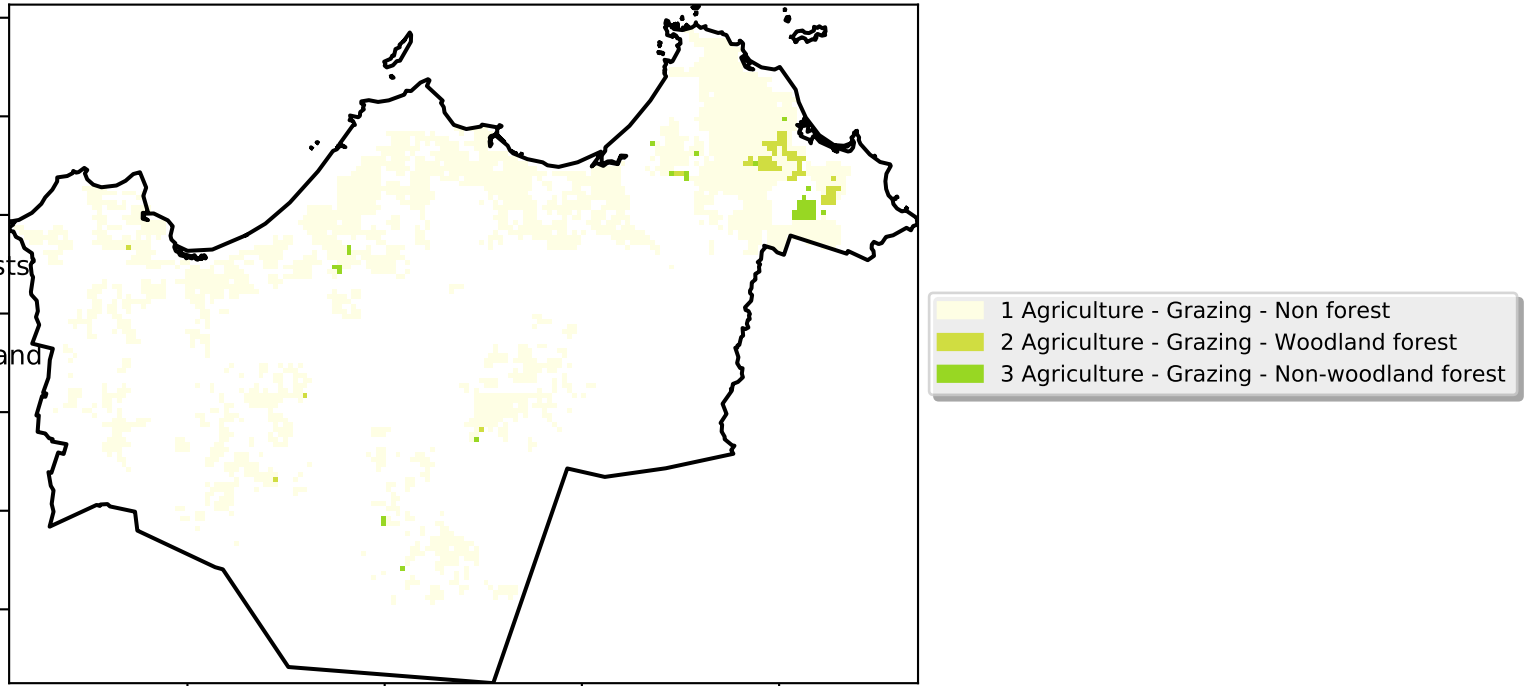 sts
and
1 Agriculture - Grazing - Non forest
2 Agriculture - Grazing - Woodland forest
3 Agriculture - Grazing - Non-woodland forest